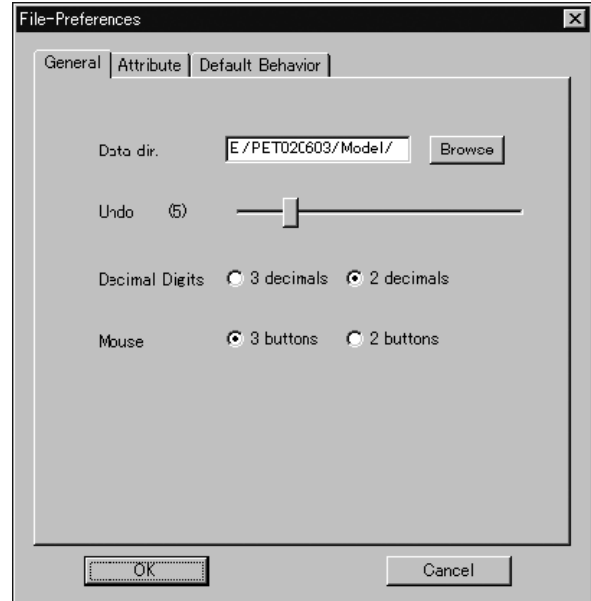 File-Preferences
General Attribute Default Behavior
Data dir. E/PET020603/Model/ Browse
Undo (5)
Decimal Digits 3 decimals 2 decimals
Mouse 3 buttons 2 buttons
OK Cancel